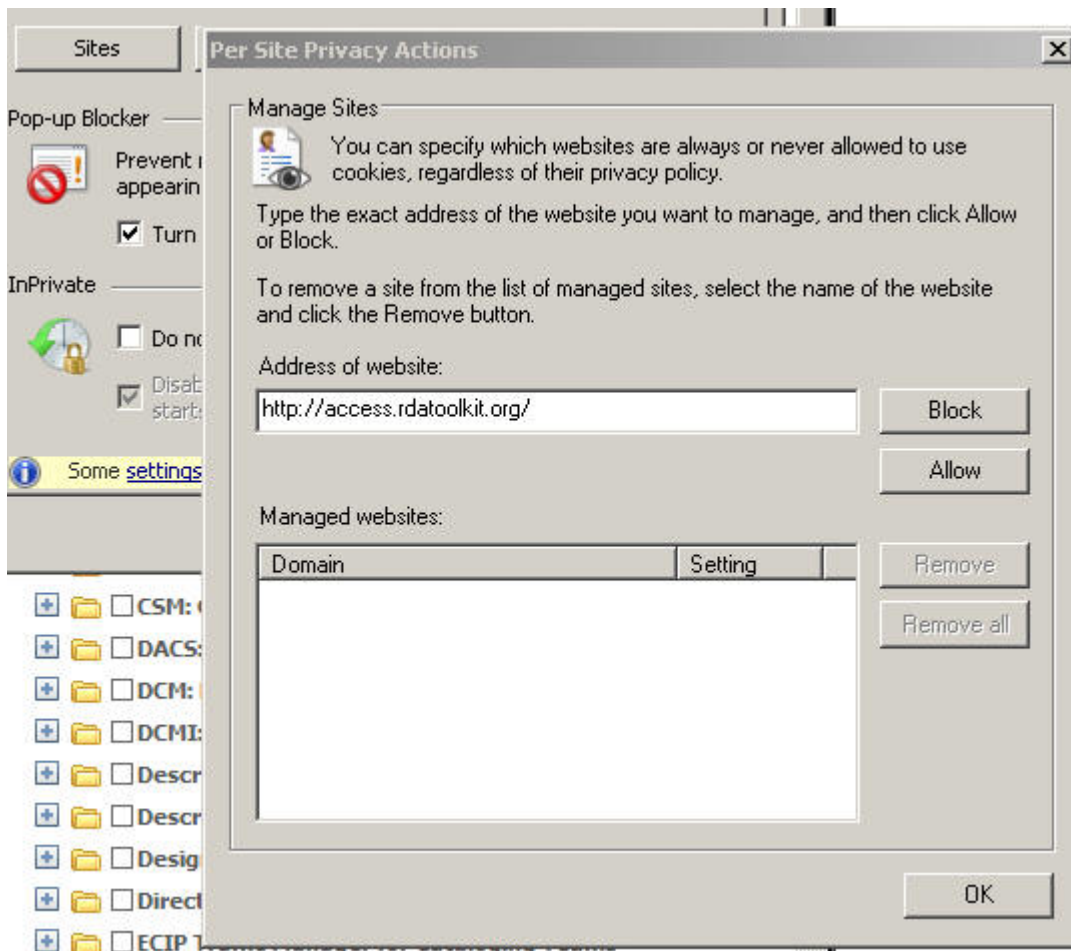 Sites
Per Site Privacy Actions
Pop-up Blocker
Prevent
appearin
Turn
InPrivate
Do no
Disab
starts
Some settings
Manage Sites
You can specify which websites are always or never allowed to use
cookies, regardless of their privacy policy.
Type the exact address of the website you want to manage, and then click Allow
or Block.
To remove a site from the list of managed sites, select the name of the website
and click the Remove button.
Address of website:
http://access.rdatoolkit.org/
Block
Allow
Managed websites:
Domain Setting
Remove
Remove all
OK
CSM:
DACS:
DCM:
DCMI:
Descr
Descr
Desig
Direct
ECIP